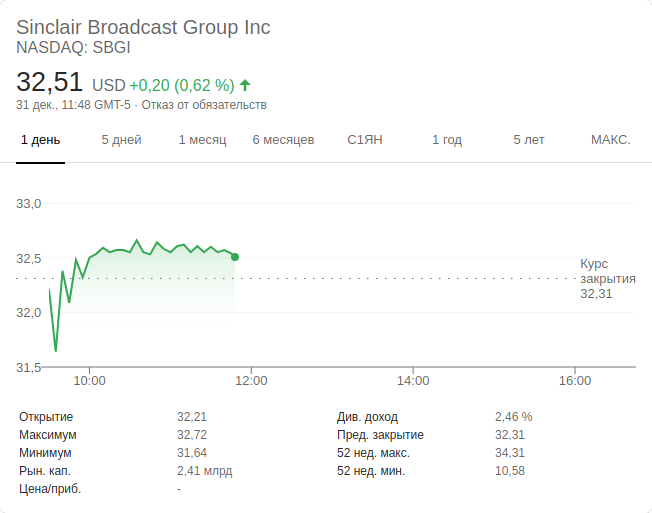 Sinclair Broadcast Group Inc
NASDAQ: SBGI
32,51 USD +0,20 (0,62 %)
31 дек., 11:48 GMT-5 · Отказ от обязательств
1 день 5 дней 1 месяц 6 месяцев С1ЯН 1 год 5 лет МАКС.
33,0
32,5
32,0
31,5
Курс
закрытия
32,31
10:00 12:00 14:00 16:00
Открытие 32,21 Див. доход 2,46 %
Максимум 32,72 Пред. закрытие 32,31
Минимум 31,64 52 нед. макс. 34,31
Рын. кап. 2,41 млрд 52 нед. мин. 10,58
Цена/приб. -